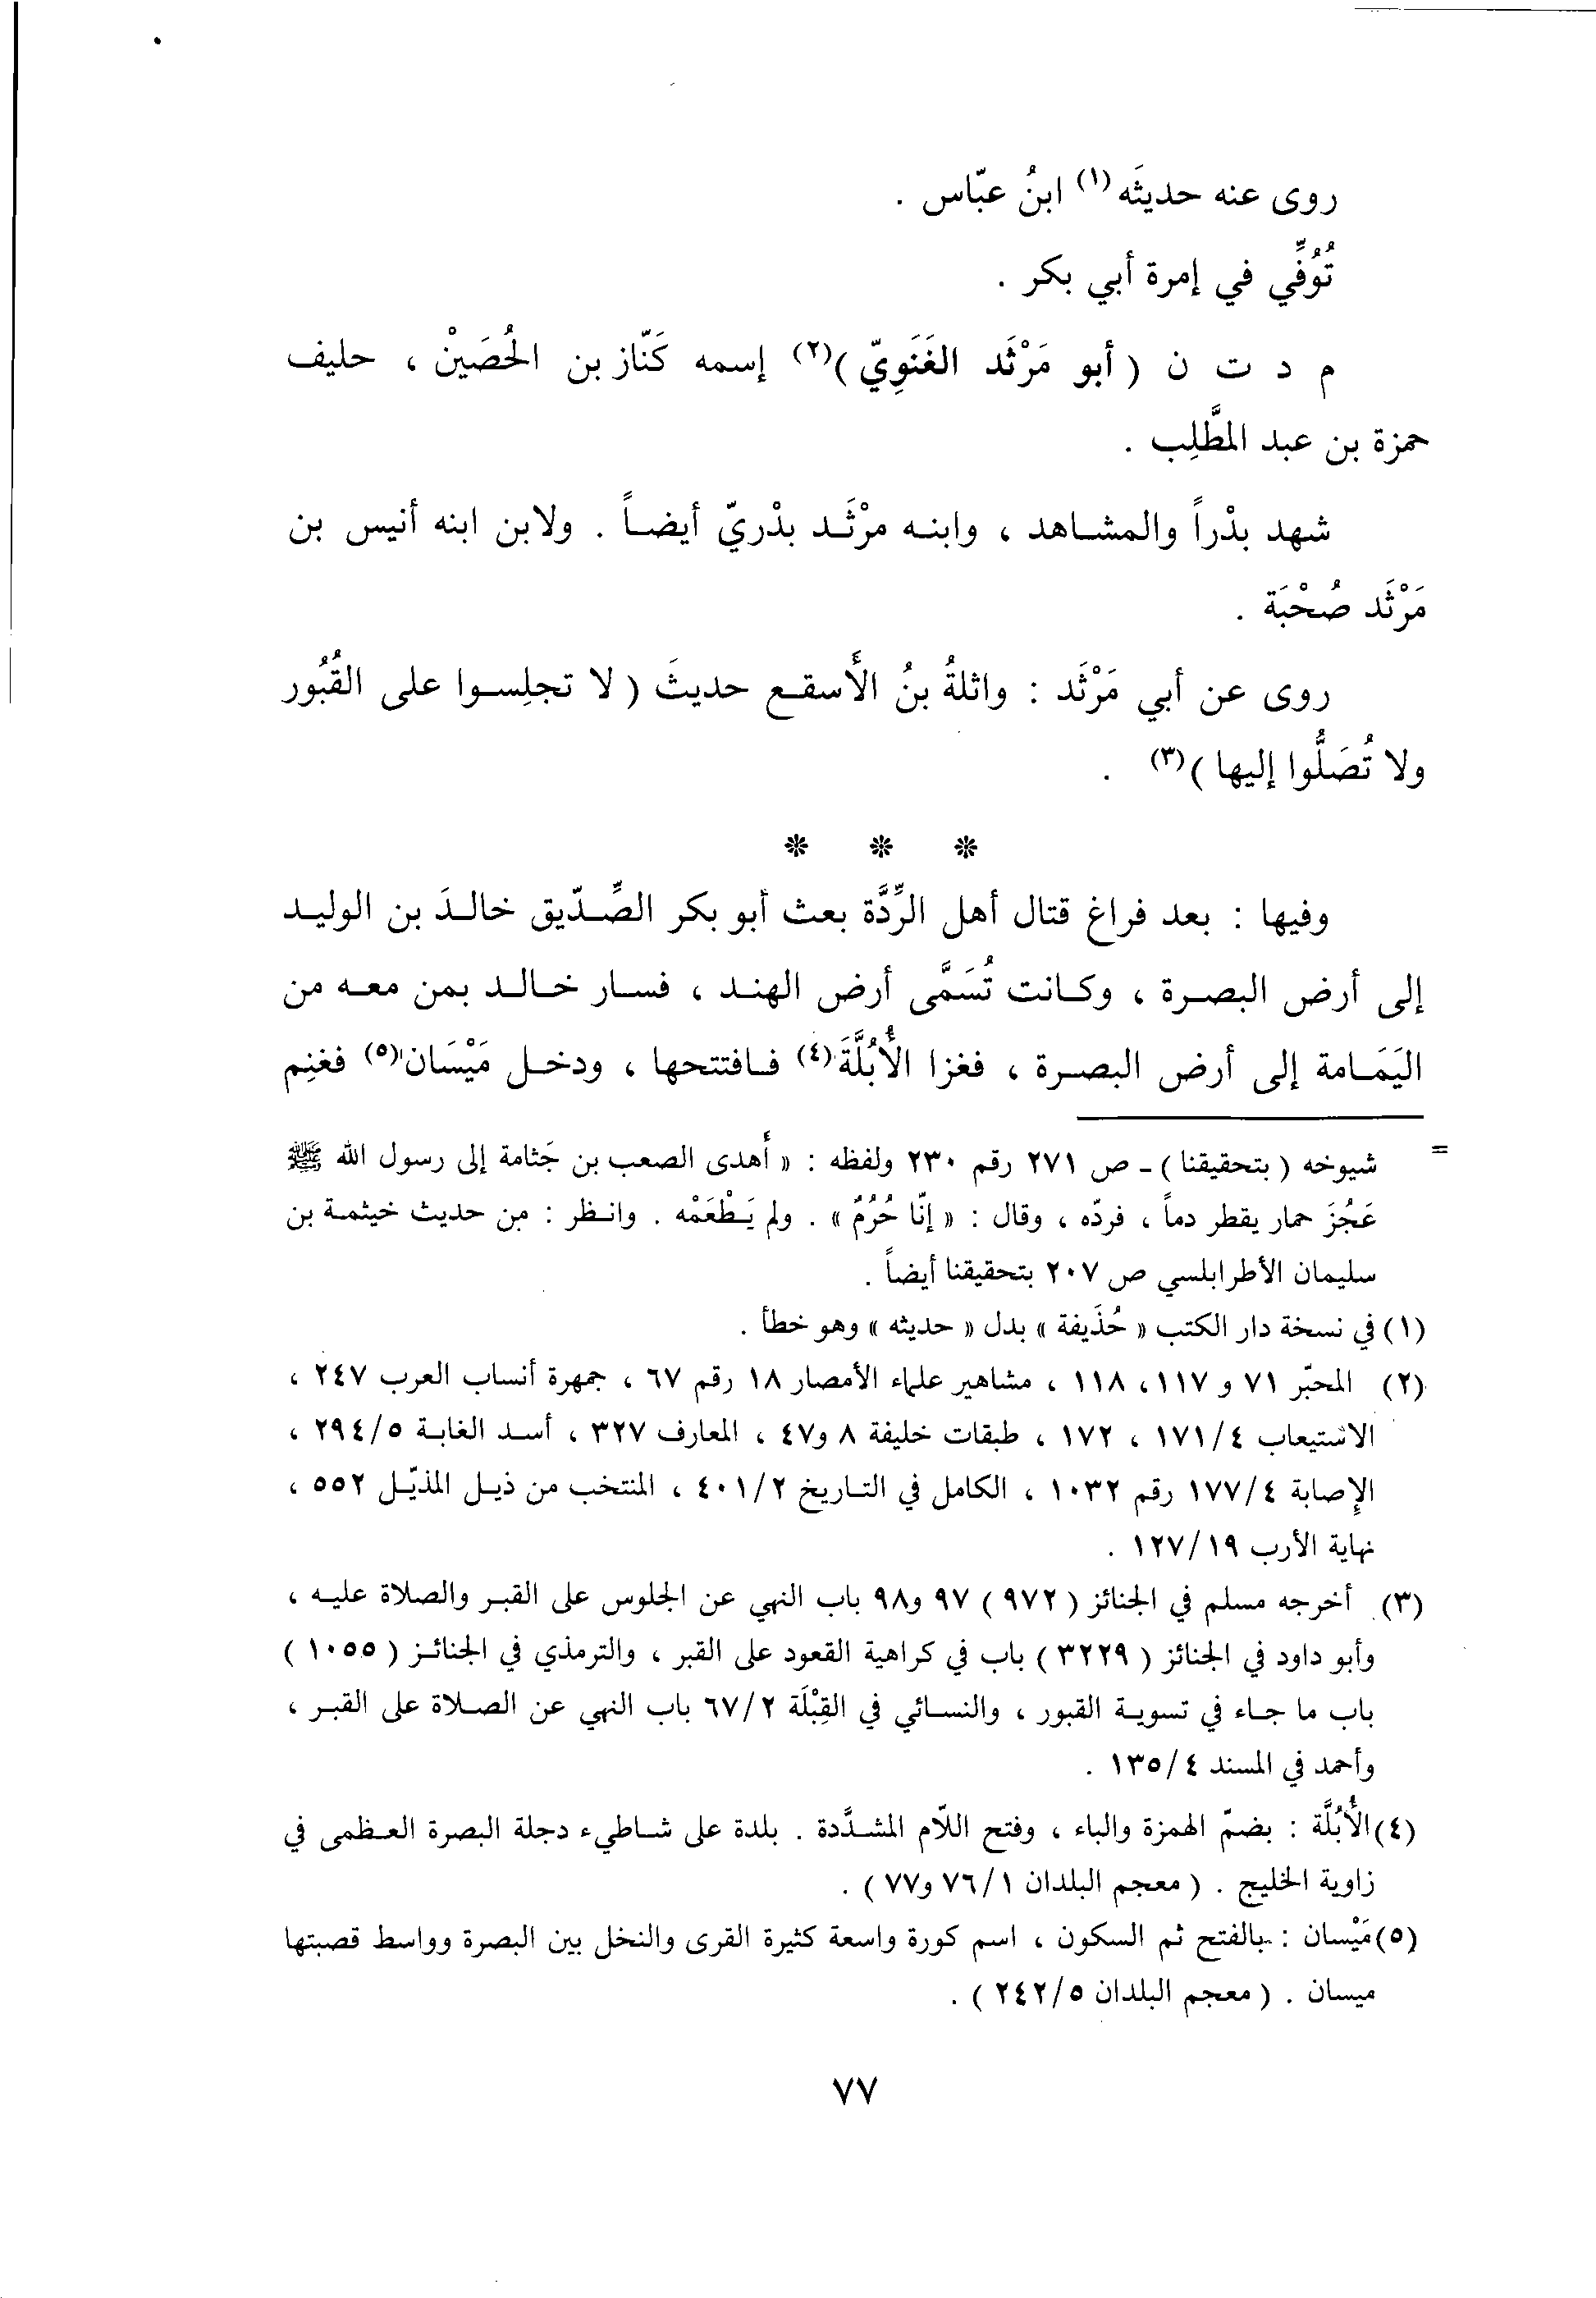 روى عنه حديثَه(١) ابنُ عبّاس .
تُوُفِّي في إمرة أبي بكر .
م د ت ن ( أبو مَرْثَد الغَنَوِيّ )(٢) إسمه كَنّاز بن الحُصَيْن ، حليف
حمزة بن عبد المطَّلِب .
شهد بدْراً والمشاهد ، وابنه مرْثَد بدْريّ أيضاً . ولابن ابنه أنيس بن
مَرْثَد صُحْبَة .
روى عن أبي مَرْثَد : واثلةُ بنُ الأَسقع حديثَ ( لا تجلِسوا على القُبُور
ولا تُصَلُّوا إليها )(٣) .
* * *
وفيها : بعد فراغ قتال أهل الرِّدَّة بعث أبو بكر الصِّدّيق خالدَ بن الوليد
إلى أرض البصرة ، وكانت تُسَمَّى أرض الهند ، فسار خالد بمن معه من
اليَمَامة إلى أرض البصرة ، فغزا الأُبُلَّةَ(٤) فافتتحها ، ودخل مَيْسَان(٥) فغنِم
= شيوخه ( بتحقيقنا ) ـ ص ٢٧١ رقم ٢٣٠ ولفظه : « أهدى الصعب بن جَثامة إلى رسول الله ﷺ
عَجُزَ حمار يقطر دماً ، فردّه ، وقال : « إنّا حُرُمٌ » . ولم يَطْعَمْه . وانظر : من حديث خيثمة بن
سليمان الأطرابلسي ص ٢٠٧ بتحقيقنا أيضاً .
(١) في نسخة دار الكتب « حُذَيفة » بدل « حديثه » وهو خطأ .
(٢) المحبّر ٧١ و ١١٧، ١١٨ ، مشاهير علماء الأمصار ١٨ رقم ٦٧ ، جمهرة أنساب العرب ٢٤٧ ،
الاستيعاب ٤/١٧١ ، ١٧٢ ، طبقات خليفة ٨ و٤٧ ، المعارف ٣٢٧ ، أسد الغابة ٥/٢٩٤ ،
الإصابة ٤/١٧٧ رقم ١٠٣٢ ، الكامل في التاريخ ٢/٤٠١ ، المنتخب من ذيل المذيّل ٥٥٢ ،
نهاية الأرب ١٩/١٢٧ .
(٣) أخرجه مسلم في الجنائز ( ٩٧٢ ) ٩٧ و٩٨ باب النهي عن الجلوس على القبر والصلاة عليه ،
وأبو داود في الجنائز ( ٣٢٢٩ ) باب في كراهية القعود على القبر ، والترمذي في الجنائز ( ١٠٥٥ )
باب ما جاء في تسوية القبور ، والنسائي في القِبْلَة ٢/٦٧ باب النهي عن الصلاة على القبر ،
وأحمد في المسند ٤/١٣٥ .
(٤) الأُبُلَّة : بضمّ الهمزة والباء ، وفتح اللّام المشدَّدة . بلدة على شاطيء دجلة البصرة العظمى في
زاوية الخليج . ( معجم البلدان ١/٧٦ و٧٧ ) .
(٥) مَيْسان : بالفتح ثم السكون ، اسم كورة واسعة كثيرة القرى والنخل بين البصرة وواسط قصبتها
ميسان . ( معجم البلدان ٥/٢٤٢ ) .
٧٧